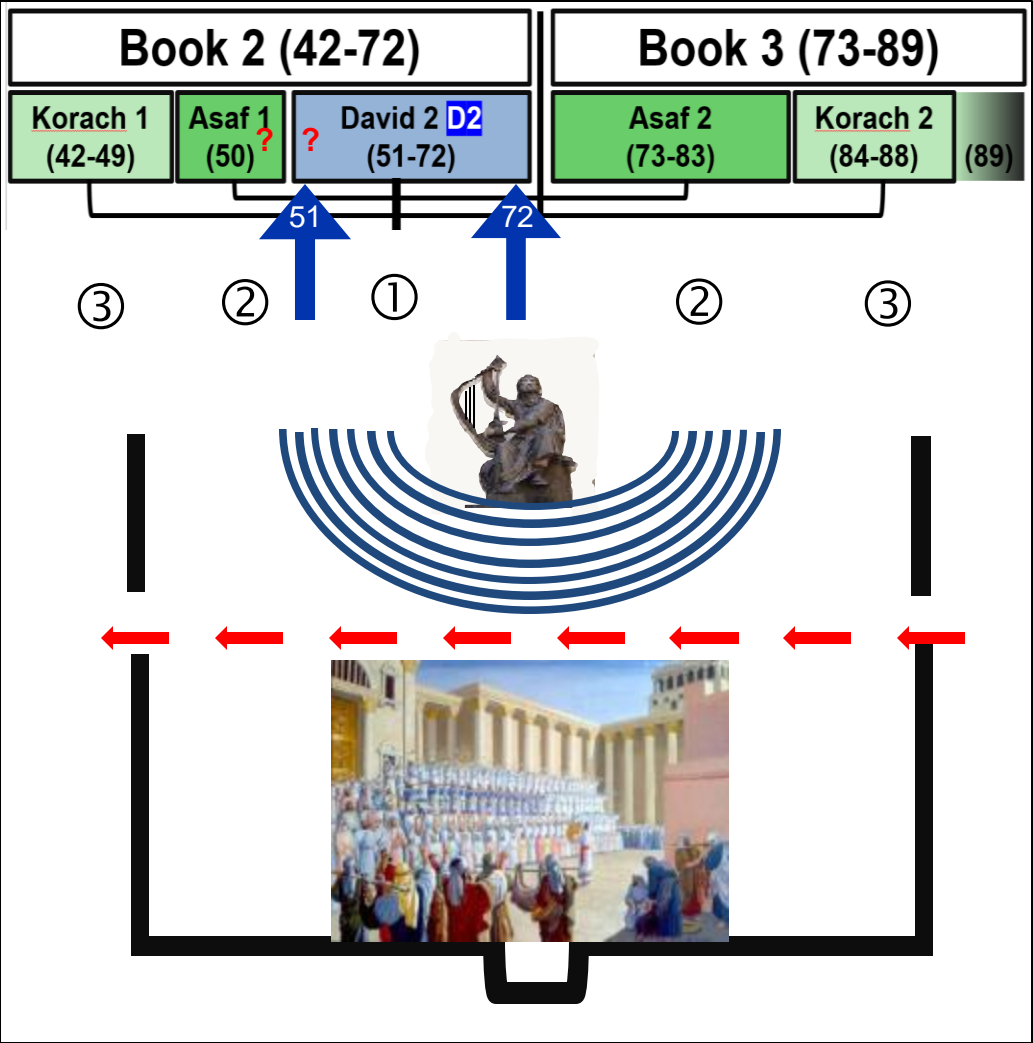 Book 2 (42-72)
Book 3 (73-89)
Korach 1
(42-49)
Asaf 1
(50)
?
?
David 2 D2
(51-72)
Asaf 2
(73-83)
Korach 2
(84-88)
(89)
51
72
③
②
①
②
③